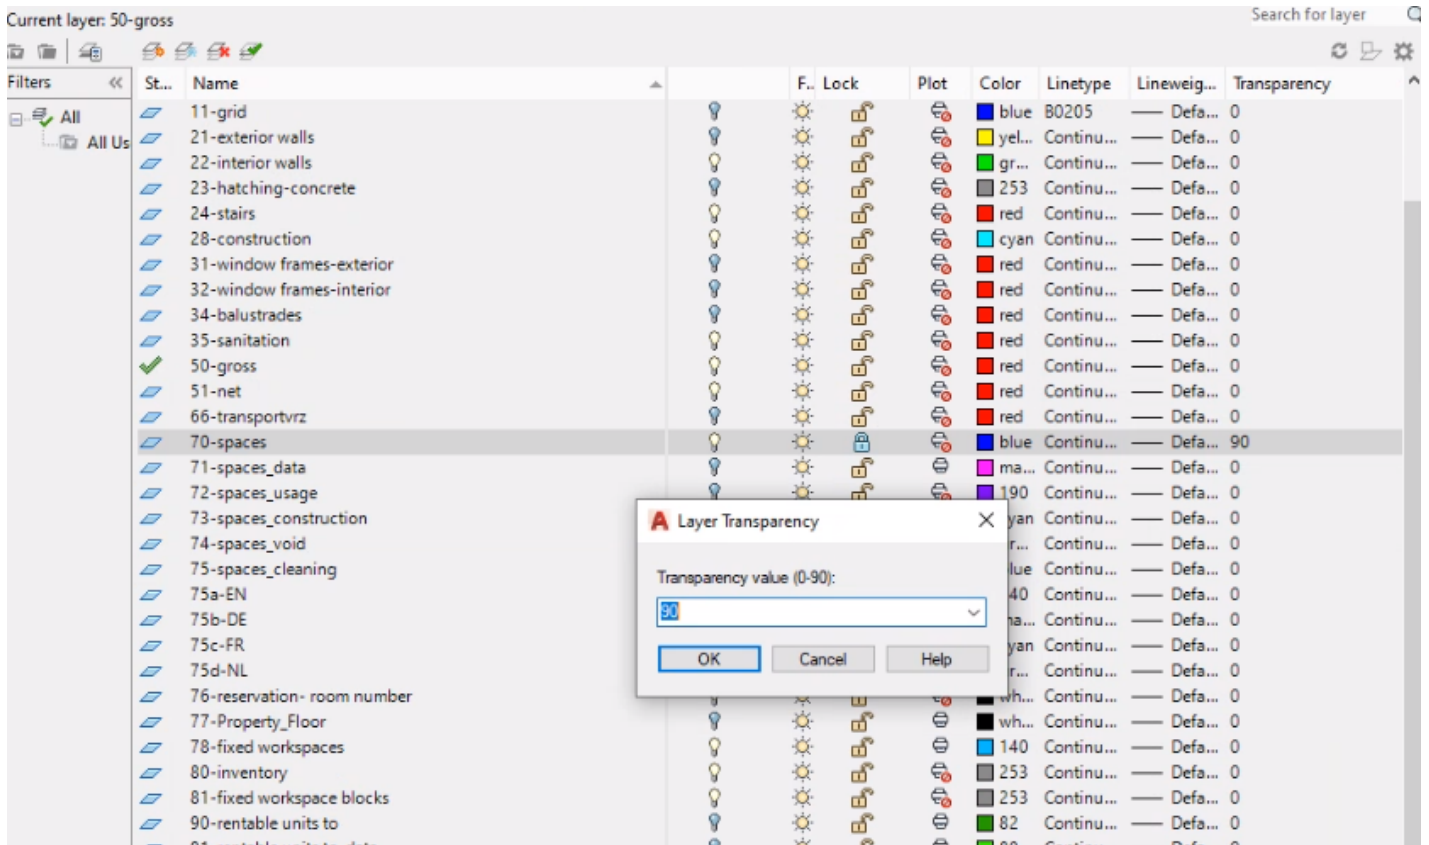 Current layer: 50-gross
Search for layer
Filters « St... Name F.. Lock Plot Color Linetype Lineweig... Transparency
All
All Us
11-grid blue B0205 Defa... 0
21-exterior walls yel... Continu... Defa... 0
22-interior walls gr... Continu... Defa... 0
23-hatching-concrete 253 Continu... Defa... 0
24-stairs red Continu... Defa... 0
28-construction cyan Continu... Defa... 0
31-window frames-exterior red Continu... Defa... 0
32-window frames-interior red Continu... Defa... 0
34-balustrades red Continu... Defa... 0
35-sanitation red Continu... Defa... 0
50-gross red Continu... Defa... 0
51-net red Continu... Defa... 0
66-transportvrz red Continu... Defa... 0
70-spaces blue Continu... Defa... 90
71-spaces_data ma... Continu... Defa... 0
72-spaces_usage 190 Continu... Defa... 0
73-spaces_construction yan Continu... Defa... 0
74-spaces_void r... Continu... Defa... 0
75-spaces_cleaning lue Continu... Defa... 0
75a-EN 40 Continu... Defa... 0
75b-DE a... Continu... Defa... 0
75c-FR yan Continu... Defa... 0
75d-NL r... Continu... Defa... 0
76-reservation- room number wh... Continu... Defa... 0
77-Property_Floor wh... Continu... Defa... 0
78-fixed workspaces 140 Continu... Defa... 0
80-inventory 253 Continu... Defa... 0
81-fixed workspace blocks 253 Continu... Defa... 0
90-rentable units to 82 Continu... Defa... 0
A Layer Transparency
Transparency value (0-90):
90
OK Cancel Help